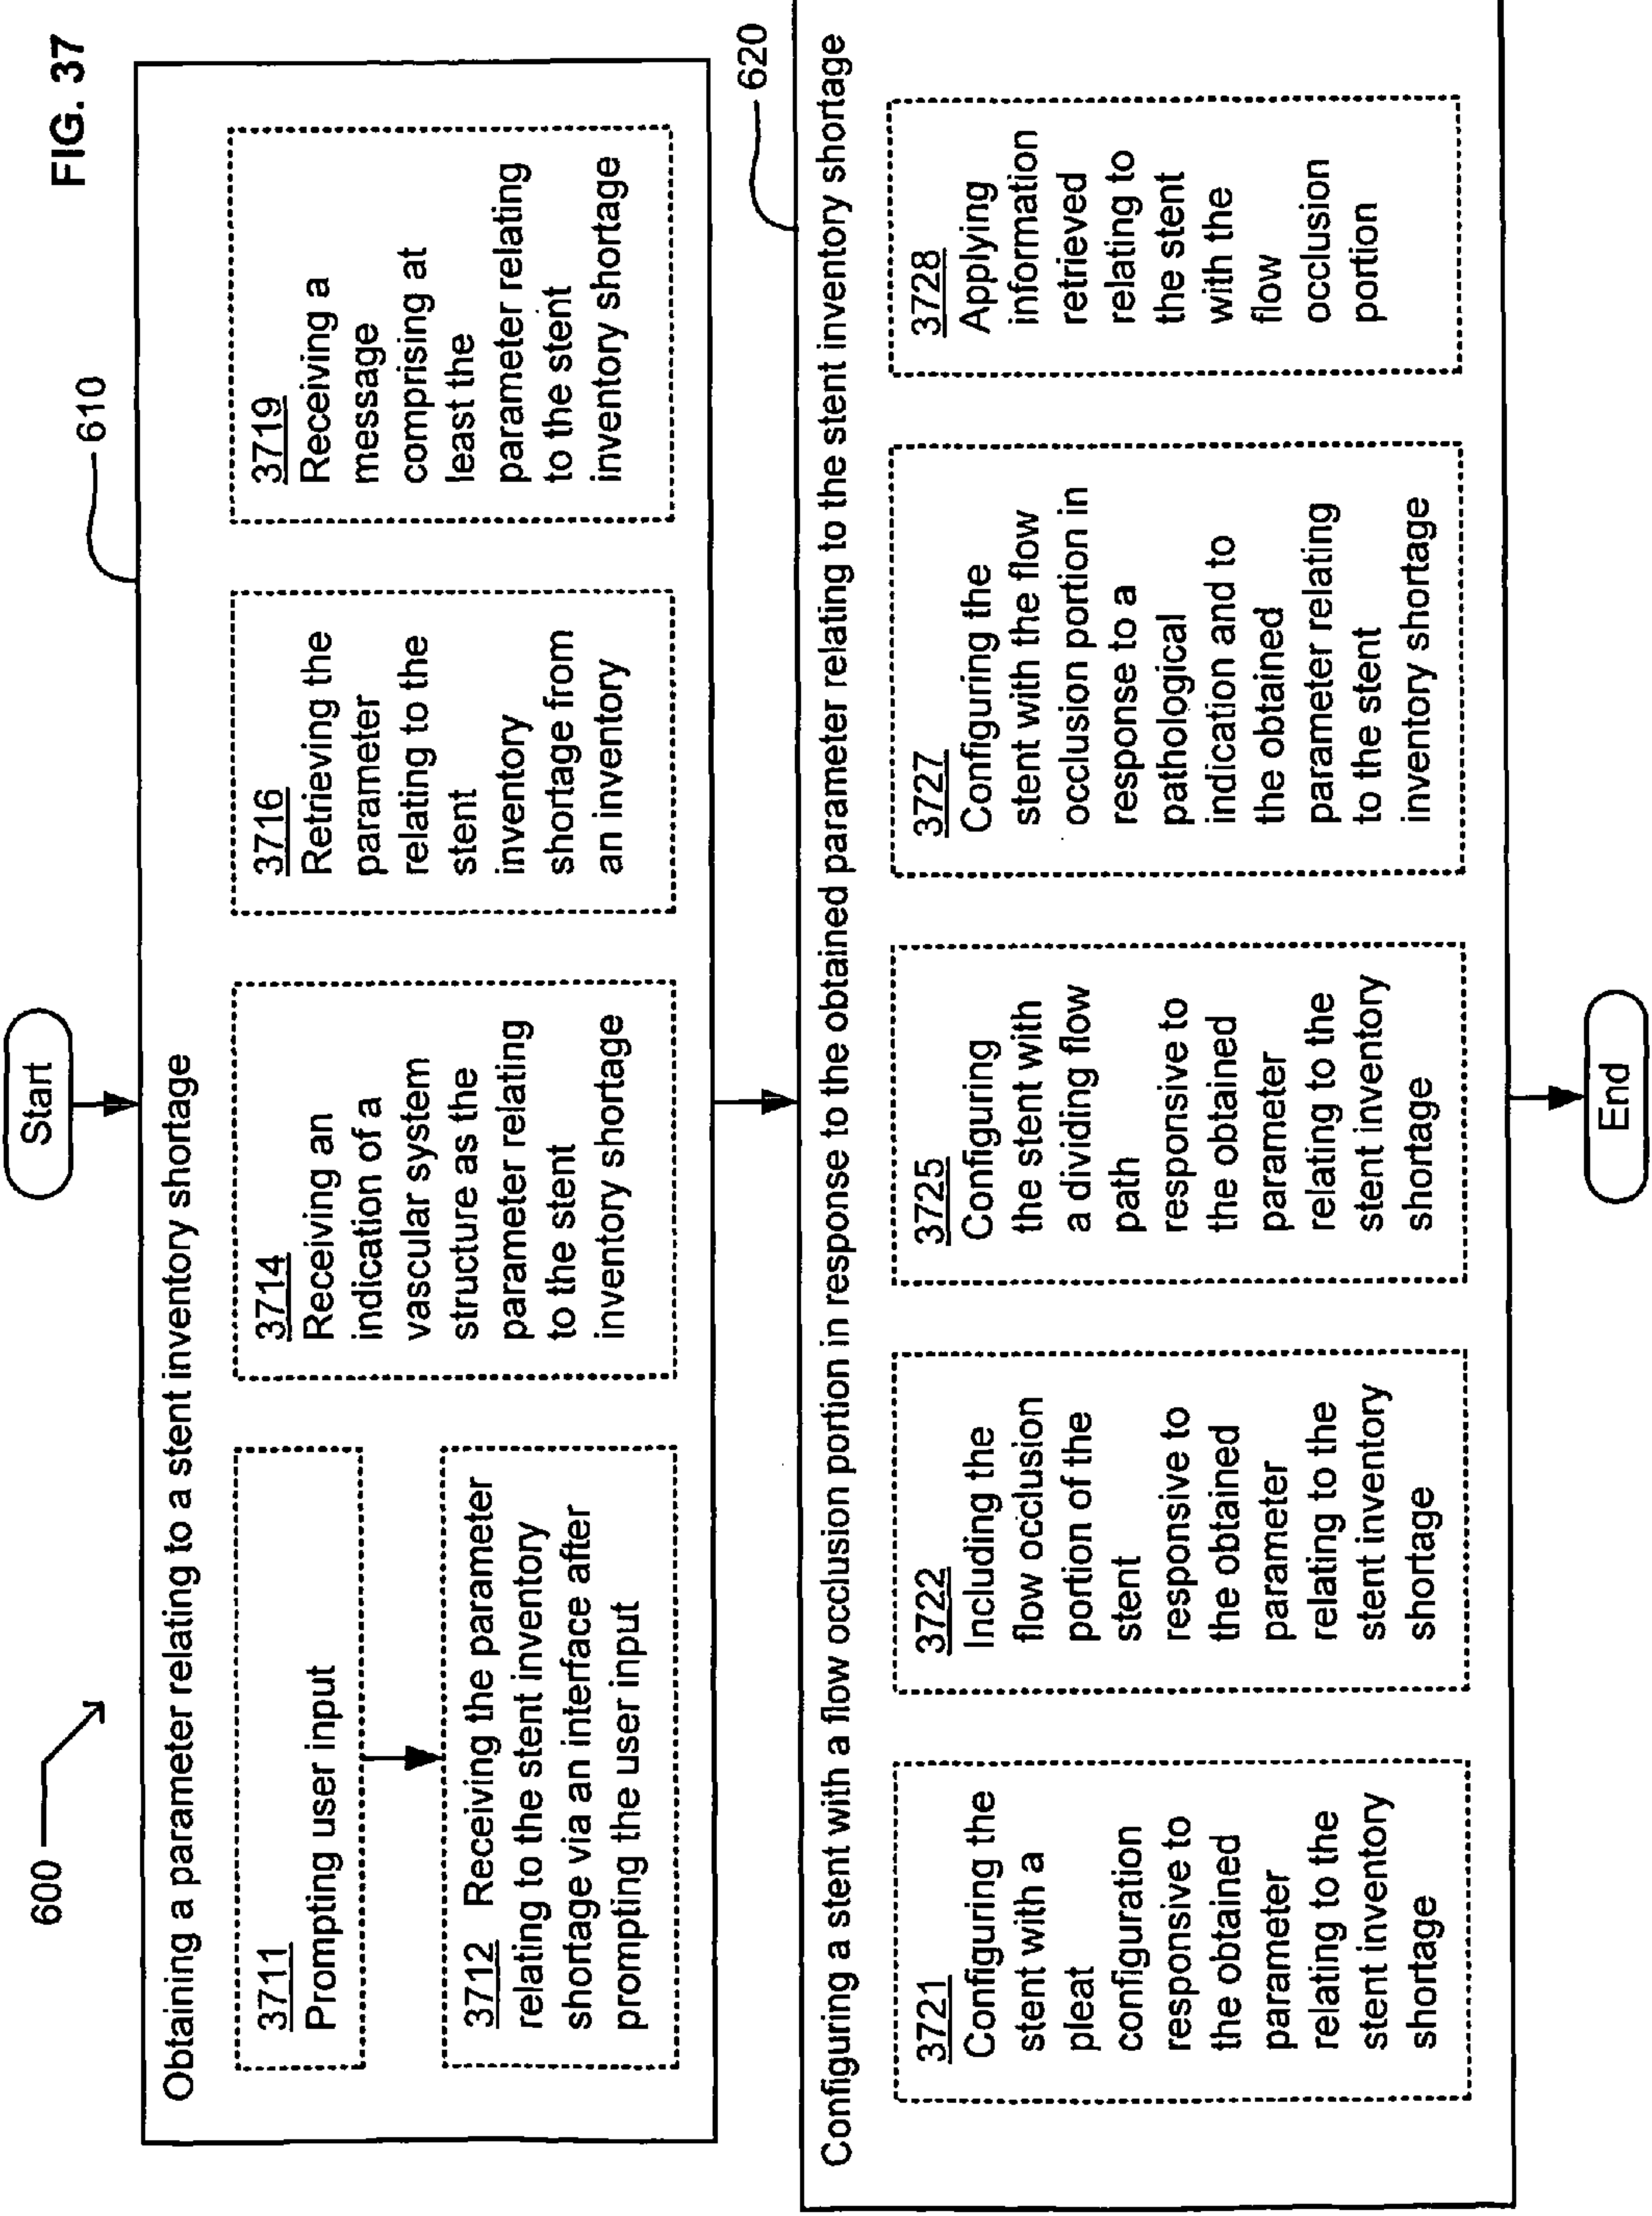 FIG. 37
600
Start
610
Obtaining a parameter relating to a stent inventory shortage
3711
Prompting user input
3712 Receiving the parameter
relating to the stent inventory
shortage via an interface after
prompting the user input
3714
Receiving an
indication of a
vascular system
structure as the
parameter relating
to the stent
inventory shortage
3716
Retrieving the
parameter
relating to the
stent
inventory
shortage from
an inventory
3719
Receiving a
message
comprising at
least the
parameter relating
to the stent
inventory shortage
620
Configuring a stent with a flow occlusion portion in response to the obtained parameter relating to the stent inventory shortage
3721
Configuring the
stent with a
pleat
configuration
responsive to
the obtained
parameter
relating to the
stent inventory
shortage
3722
Including the
flow occlusion
portion of the
stent
responsive to
the obtained
parameter
relating to the
stent inventory
shortage
3725
Configuring
the stent with
a dividing flow
path
responsive to
the obtained
parameter
relating to the
stent inventory
shortage
3727
Configuring the
stent with the flow
occlusion portion in
response to a
pathological
indication and to
the obtained
parameter relating
to the stent
inventory shortage
3728
Applying
information
retrieved
relating to
the stent
with the
flow
occlusion
portion
End